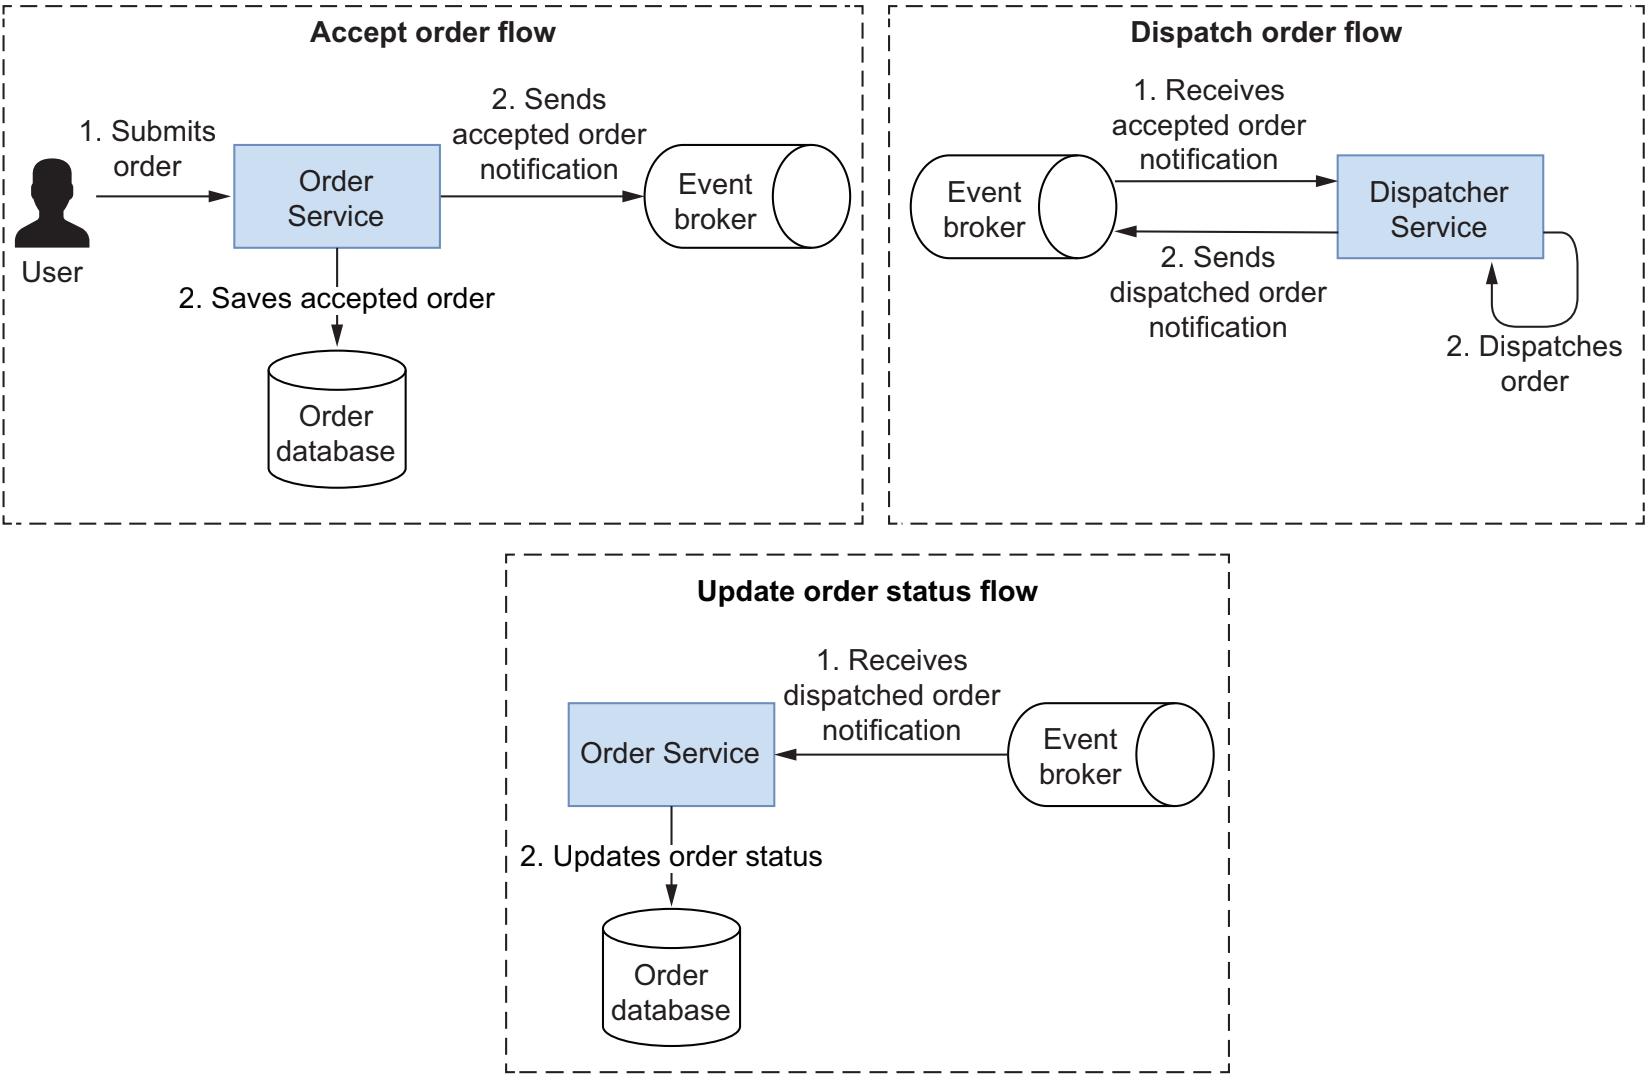 Accept order flow
1. Submits
order
User
Order
Service
2. Sends
accepted order
notification
Event
broker
2. Saves accepted order
Order
database
Dispatch order flow
1. Receives
accepted order
notification
Event
broker
Dispatcher
Service
2. Sends
dispatched order
notification
2. Dispatches
order
Update order status flow
1. Receives
dispatched order
notification
Order Service
Event
broker
2. Updates order status
Order
database